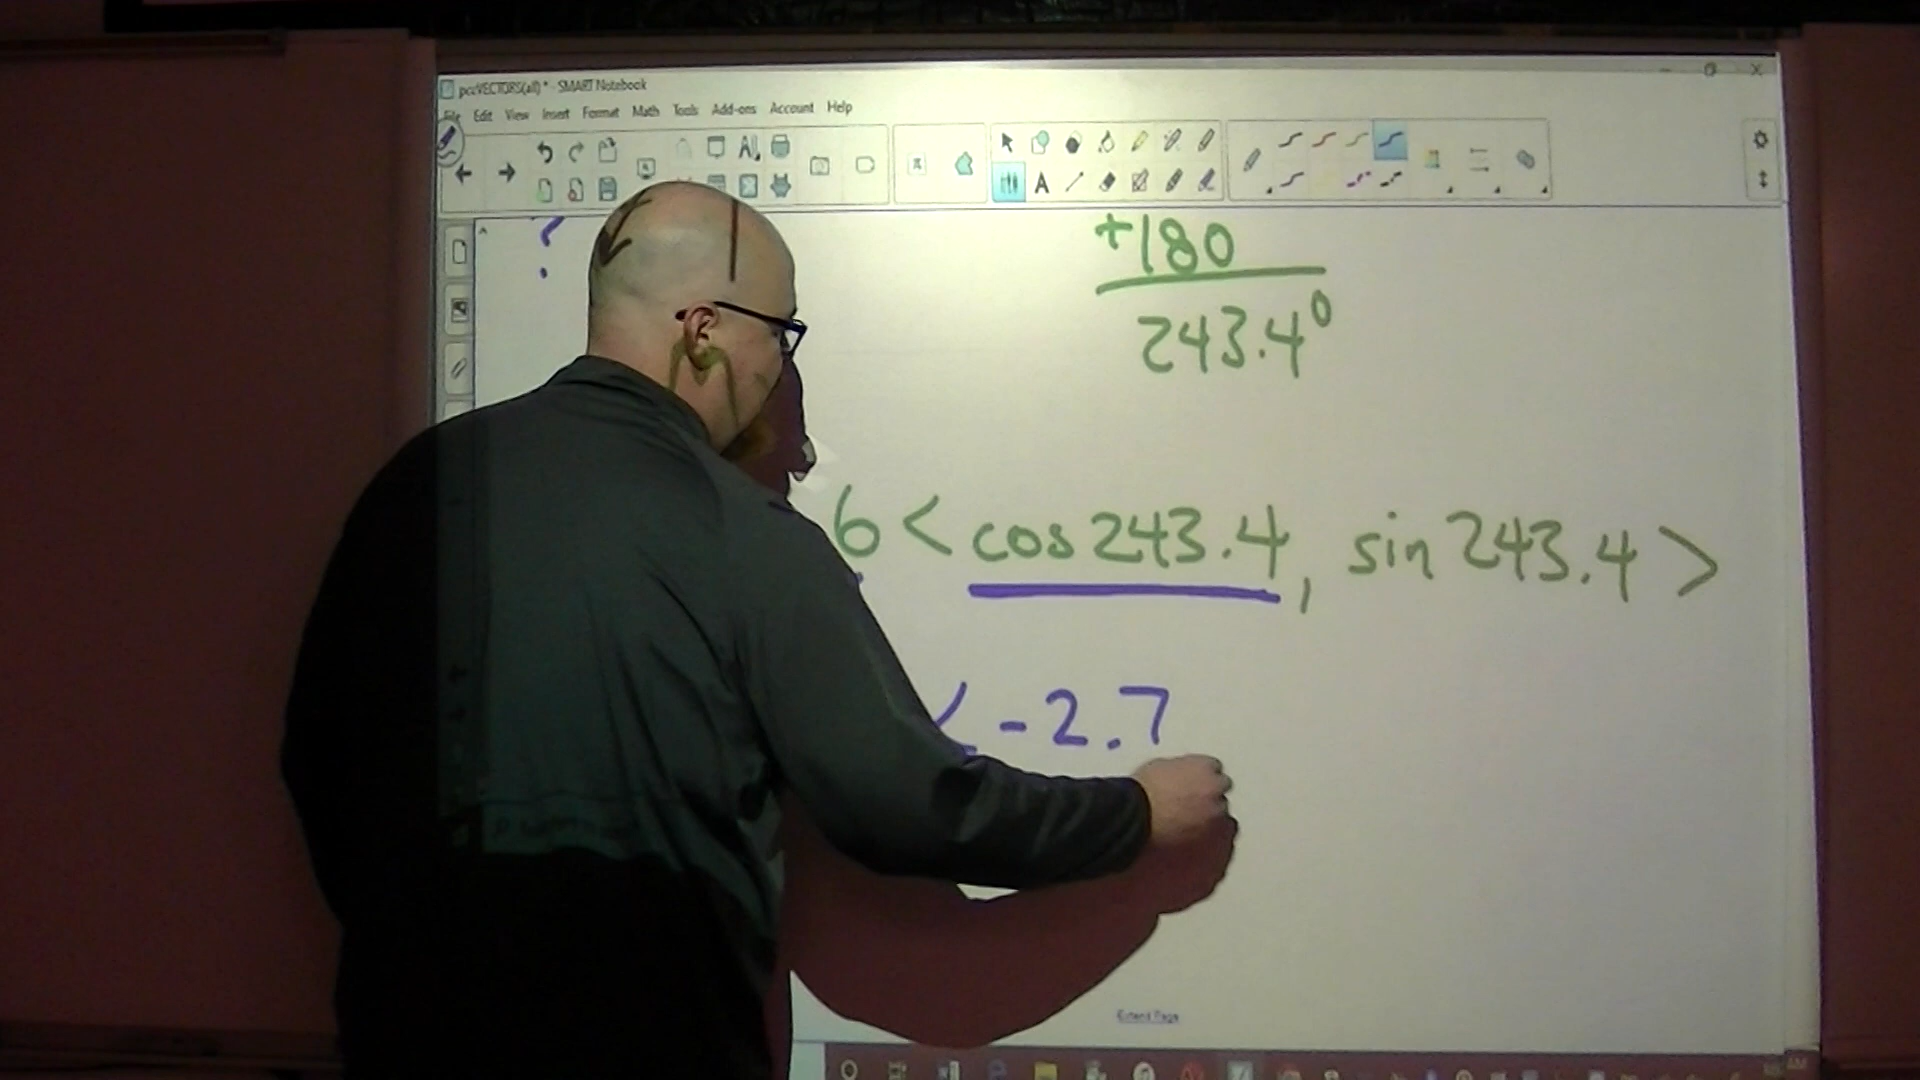 pccVECTORS(all) * - SMART Notebook
File Edit View Insert Format Math Tools Add-ons Account Help
?
+180
243.4°
6 < cos 243.4, sin 243.4 >
< -2.7
Extend Page